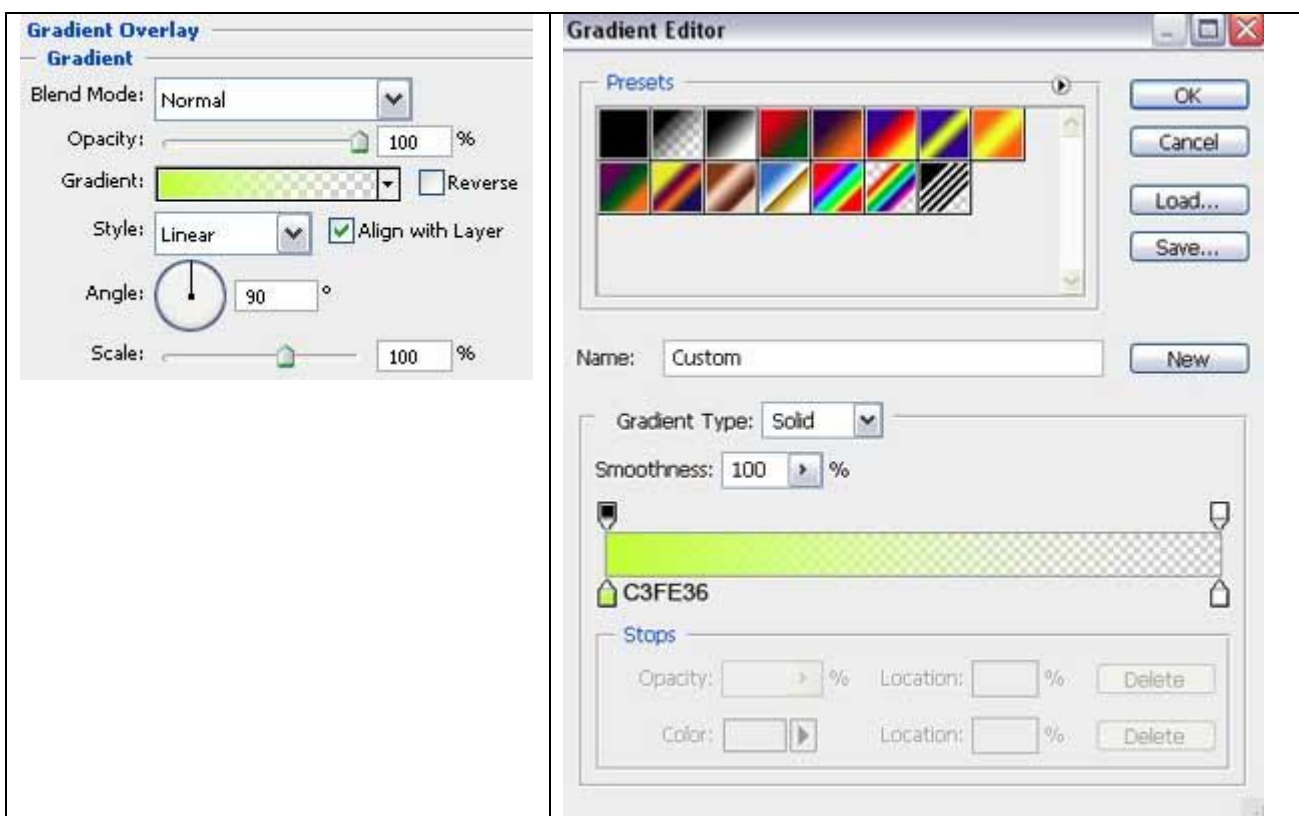 Gradient Overlay
Gradient
Blend Mode: Normal
Opacity: 100 %
Gradient: Reverse
Style: Linear Align with Layer
Angle: 90 °
Scale: 100 %
Gradient Editor
Presets
OK
Cancel
Load...
Save...
Name: Custom
New
Gradient Type: Solid
Smoothness: 100 %
C3FE36
Stops
Opacity: % Location: % Delete
Color: Location: % Delete